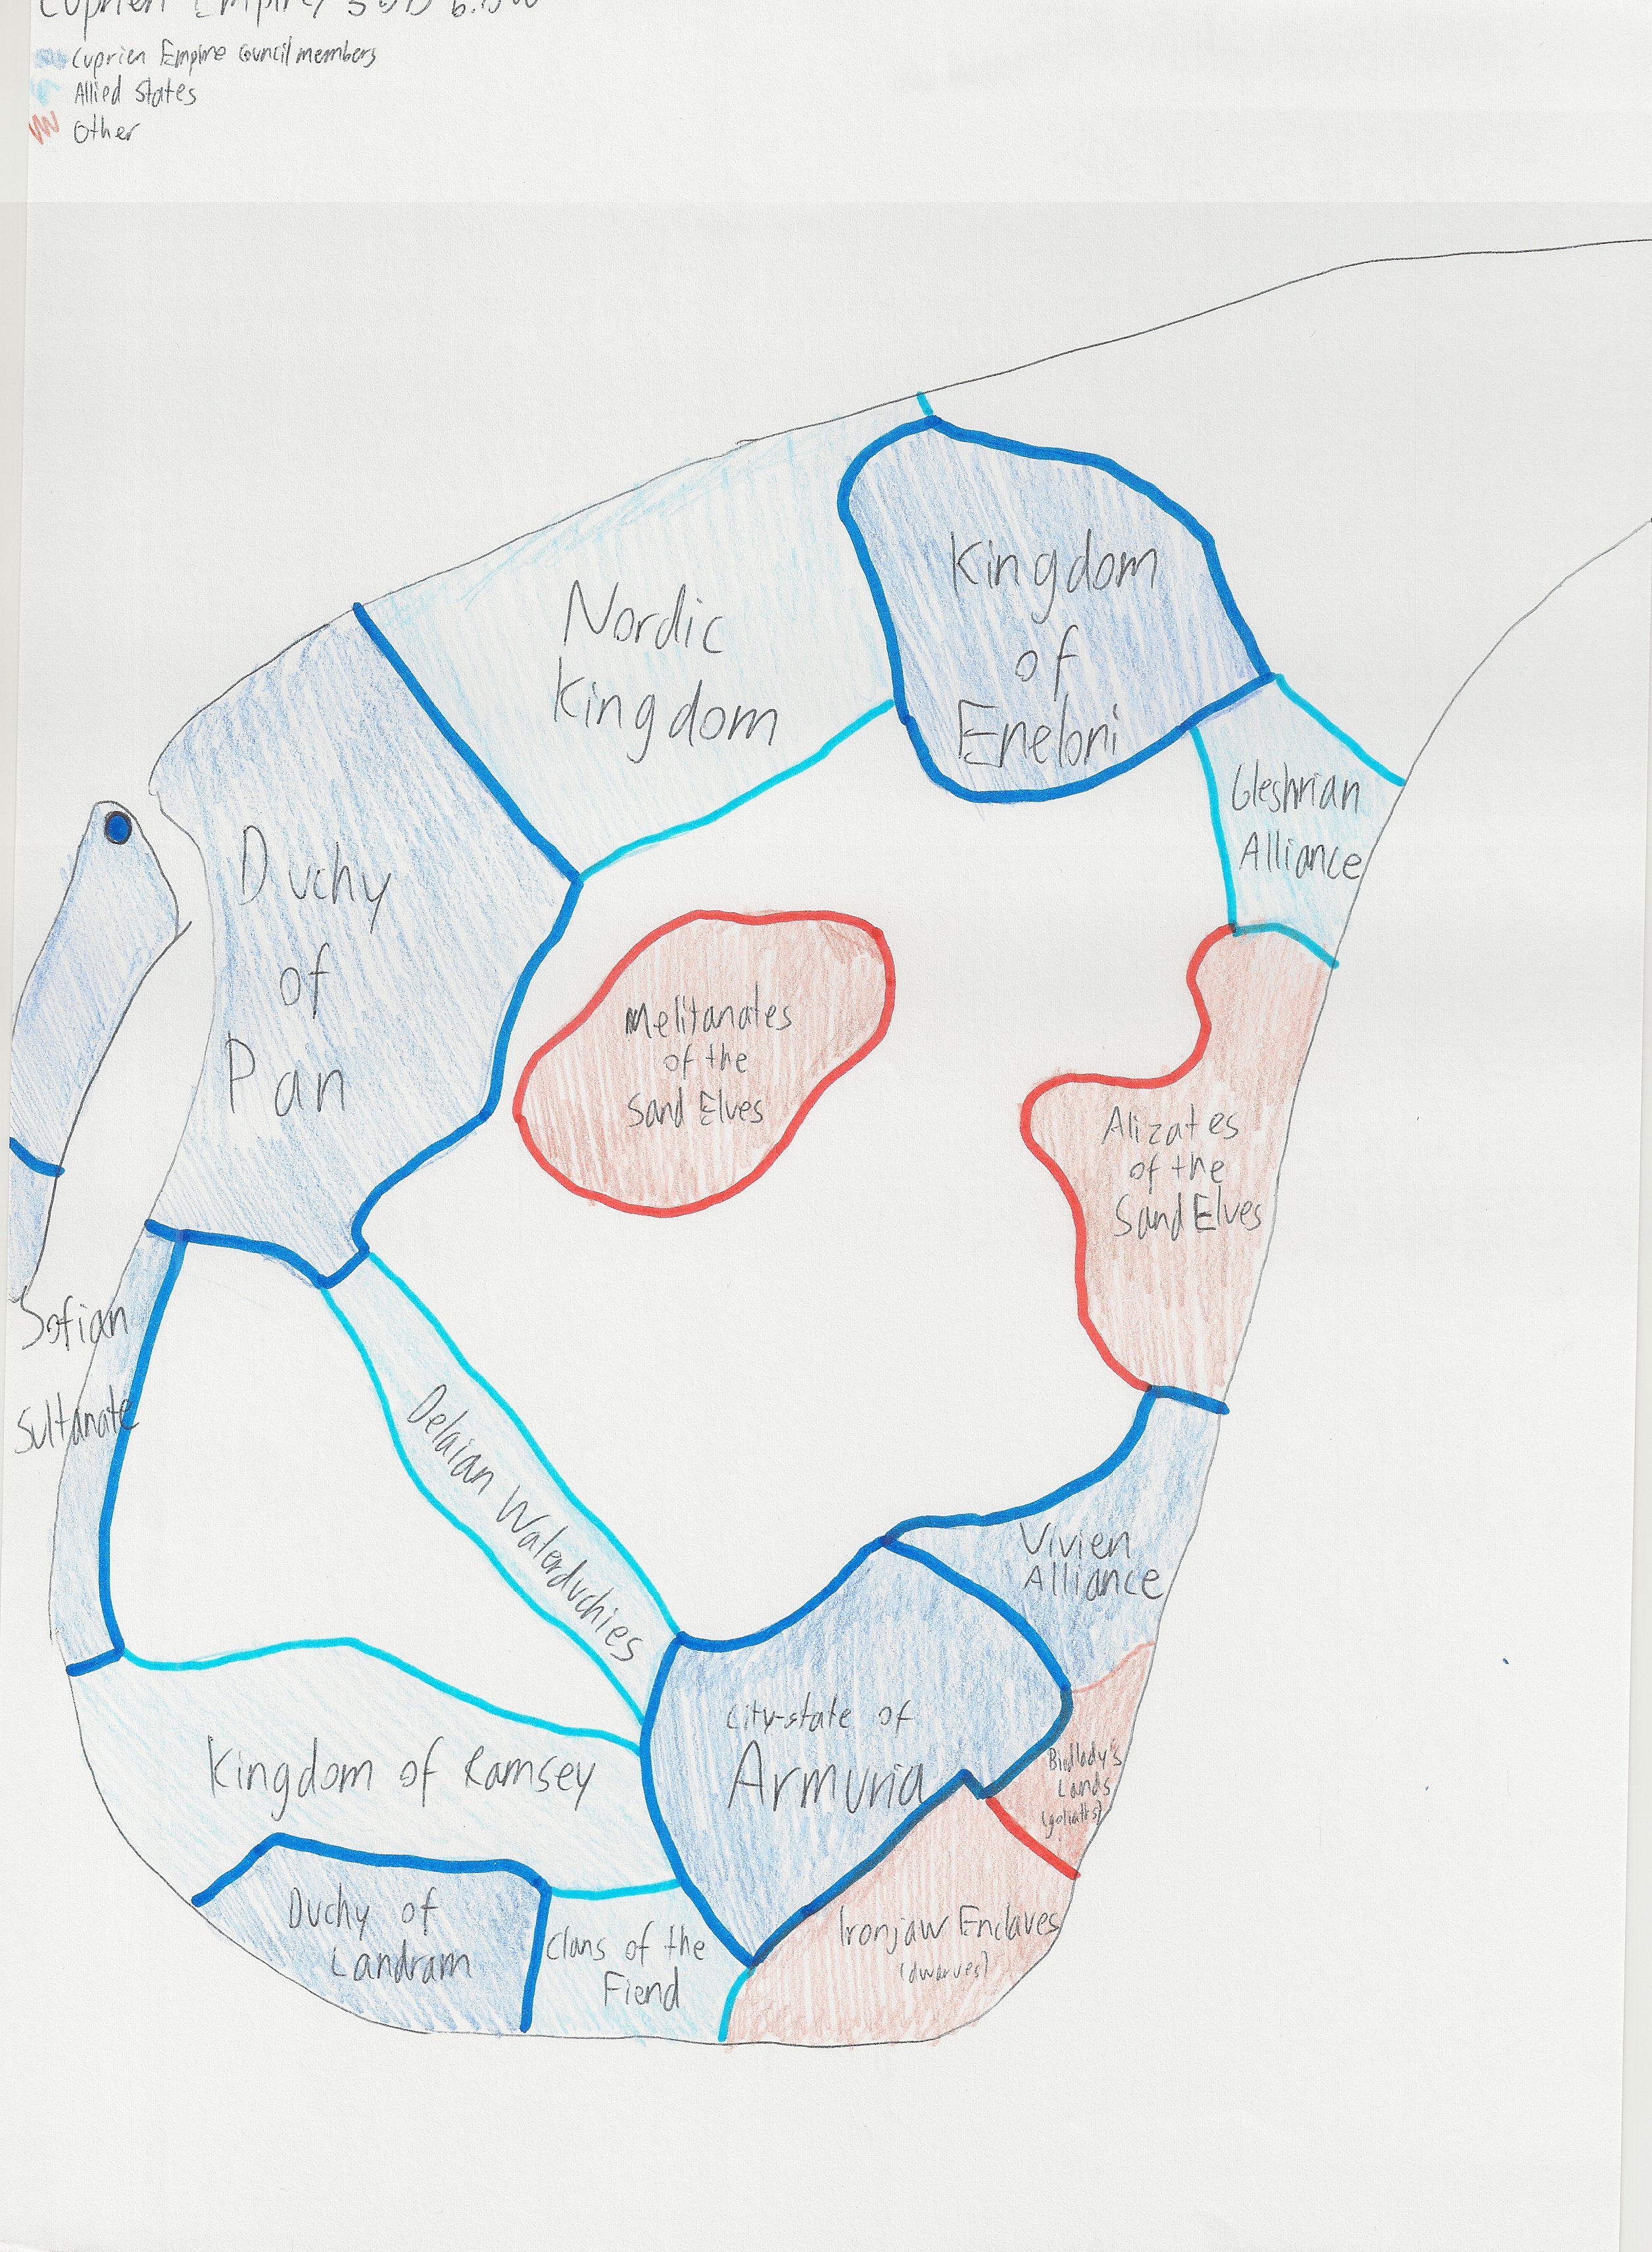 Cuprien Empire
Cuprien Empire Council members
Allied States
Other
Nordic
Kingdom
Kingdom
of
Eneloni
Gleshrian
Alliance
Duchy
of
Pan
Melitanates
of the
Sand Elves
Alizates
of the
Sand Elves
Sofian
Sultanate
Delaian Waterduchies
Vivien
Alliance
City-state of
Armuria
Kingdom of Ramsey
Lands
(goliaths)
Duchy of
Landram
Clans of the
Fiend
Ironjaw Enclaves
(dwarves)